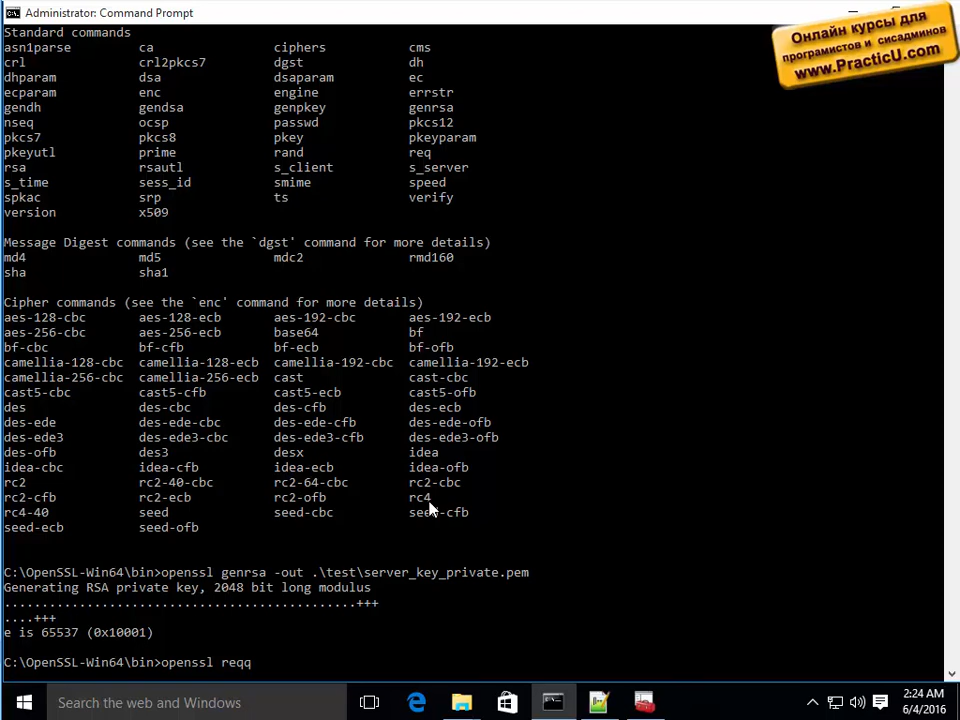 Administrator: Command Prompt
Онлайн курсы для
програмистов и сисадминов
www.PracticU.com
Standard commands
asn1parse ca ciphers cms
crl crl2pkcs7 dgst dh
dhparam dsa dsaparam ec
ecparam enc engine errstr
gendh gendsa genpkey genrsa
nseq ocsp passwd pkcs12
pkcs7 pkcs8 pkey pkeyparam
pkeyutl prime rand req
rsa rsautl s_client s_server
s_time sess_id smime speed
spkac srp ts verify
version x509
Message Digest commands (see the `dgst' command for more details)
md4 md5 mdc2 rmd160
sha sha1
Cipher commands (see the `enc' command for more details)
aes-128-cbc aes-128-ecb aes-192-cbc aes-192-ecb
aes-256-cbc aes-256-ecb base64 bf
bf-cbc bf-cfb bf-ecb bf-ofb
camellia-128-cbc camellia-128-ecb camellia-192-cbc camellia-192-ecb
camellia-256-cbc camellia-256-ecb cast cast-cbc
cast5-cbc cast5-cfb cast5-ecb cast5-ofb
des des-cbc des-cfb des-ecb
des-ede des-ede-cbc des-ede-cfb des-ede-ofb
des-ede3 des-ede3-cbc des-ede3-cfb des-ede3-ofb
des-ofb des3 desx idea
idea-cbc idea-cfb idea-ecb idea-ofb
rc2 rc2-40-cbc rc2-64-cbc rc2-cbc
rc2-cfb rc2-ecb rc2-ofb rc4
rc4-40 seed seed-cbc seed-cfb
seed-ecb seed-ofb
C:\OpenSSL-Win64\bin>openssl genrsa -out .\test\server_key_private.pem
Generating RSA private key, 2048 bit long modulus
...............................................+++
....+++
e is 65537 (0x10001)
C:\OpenSSL-Win64\bin>openssl reqq
Search the web and Windows
2:24 AM
6/4/2016